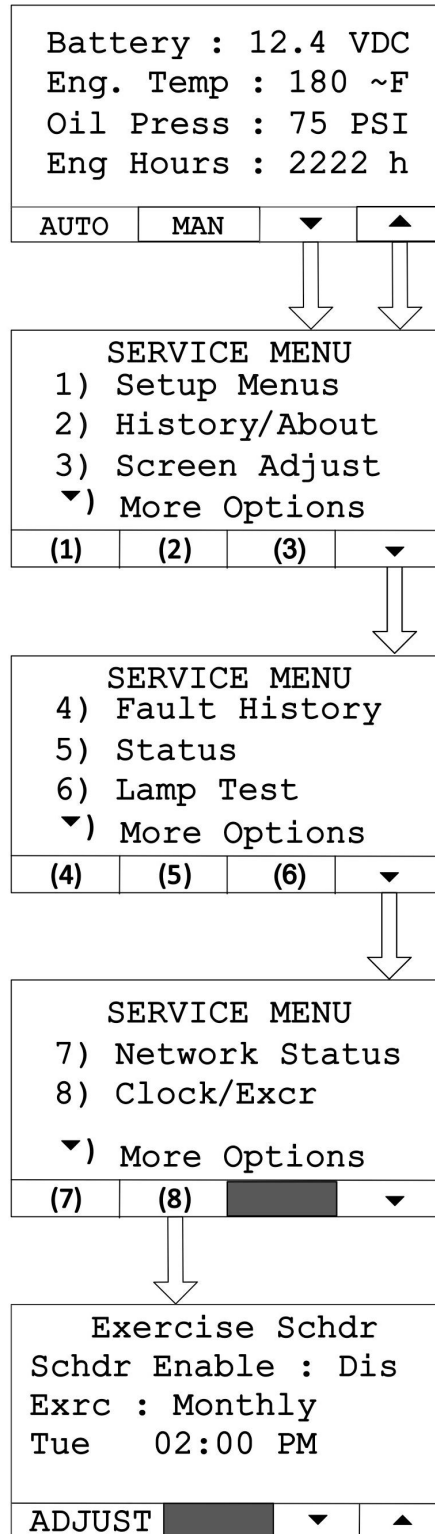 Battery : 12.4 VDC
Eng. Temp : 180 ~F
Oil Press : 75 PSI
Eng Hours : 2222 h
AUTO MAN ▼ ▲
SERVICE MENU
1) Setup Menus
2) History/About
3) Screen Adjust
▼) More Options
(1) (2) (3) ▼
SERVICE MENU
4) Fault History
5) Status
6) Lamp Test
▼) More Options
(4) (5) (6) ▼
SERVICE MENU
7) Network Status
8) Clock/Excr
▼) More Options
(7) (8) ▼
Exercise Schdr
Schdr Enable : Dis
Exrc : Monthly
Tue 02:00 PM
ADJUST ▼ ▲